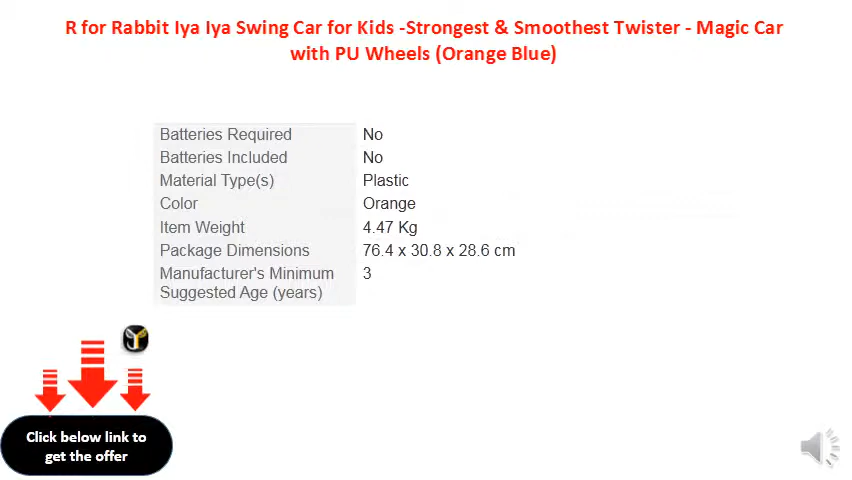 R for Rabbit Iya Iya Swing Car for Kids -Strongest & Smoothest Twister - Magic Car
with PU Wheels (Orange Blue)
Batteries Required No
Batteries Included No
Material Type(s) Plastic
Color Orange
Item Weight 4.47 Kg
Package Dimensions 76.4 x 30.8 x 28.6 cm
Manufacturer's Minimum 3
Suggested Age (years)
Click below link to
get the offer